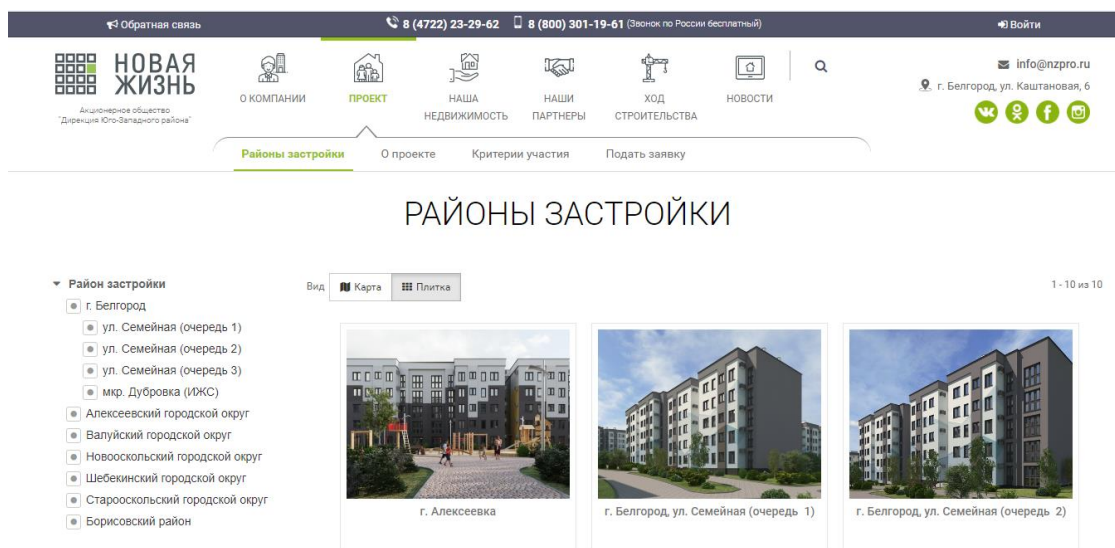 Обратная связь
8 (4722) 23-29-62 8 (800) 301-19-61 (Звонок по России бесплатный)
Войти
НОВАЯ
ЖИЗНЬ
Акционерное общество
"Дирекция Юго-Западного района"
О КОМПАНИИ
ПРОЕКТ
НАША
НЕДВИЖИМОСТЬ
НАШИ
ПАРТНЕРЫ
ХОД
СТРОИТЕЛЬСТВА
НОВОСТИ
info@nzpro.ru
г. Белгород, ул. Каштановая, 6
Районы застройки О проекте Критерии участия Подать заявку
РАЙОНЫ ЗАСТРОЙКИ
Район застройки
г. Белгород
ул. Семейная (очередь 1)
ул. Семейная (очередь 2)
ул. Семейная (очередь 3)
мкр. Дубровка (ИЖС)
Алексеевский городской округ
Валуйский городской округ
Новооскольский городской округ
Шебекинский городской округ
Старооскольский городской округ
Борисовский район
Вид Карта Плитка
1 - 10 из 10
г. Алексеевка
г. Белгород, ул. Семейная (очередь 1)
г. Белгород, ул. Семейная (очередь 2)